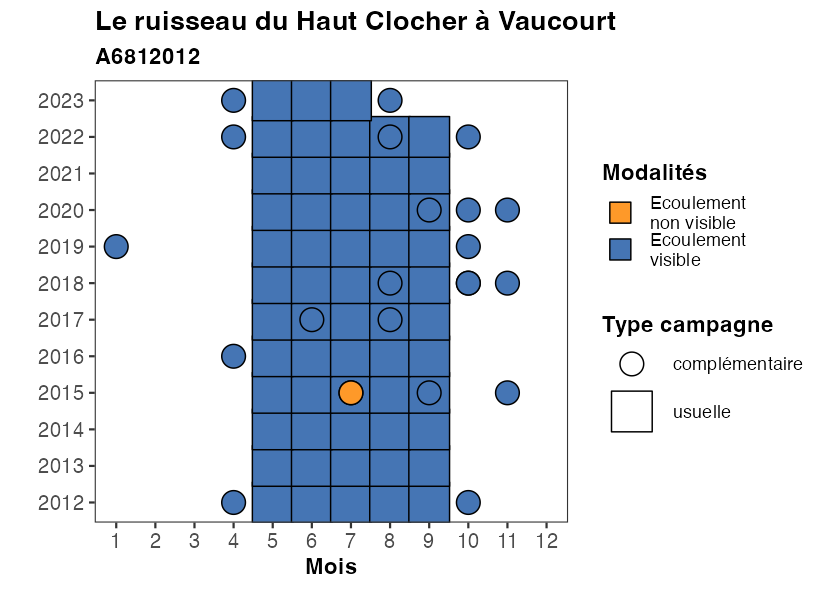 Le ruisseau du Haut Clocher à Vaucourt
A6812012
2023
2022
2021
2020
2019
2018
2017
2016
2015
2014
2013
2012
1 2 3 4 5 6 7 8 9 10 11 12
Mois
Modalités
Ecoulement
non visible
Ecoulement
visible
Type campagne
complémentaire
usuelle